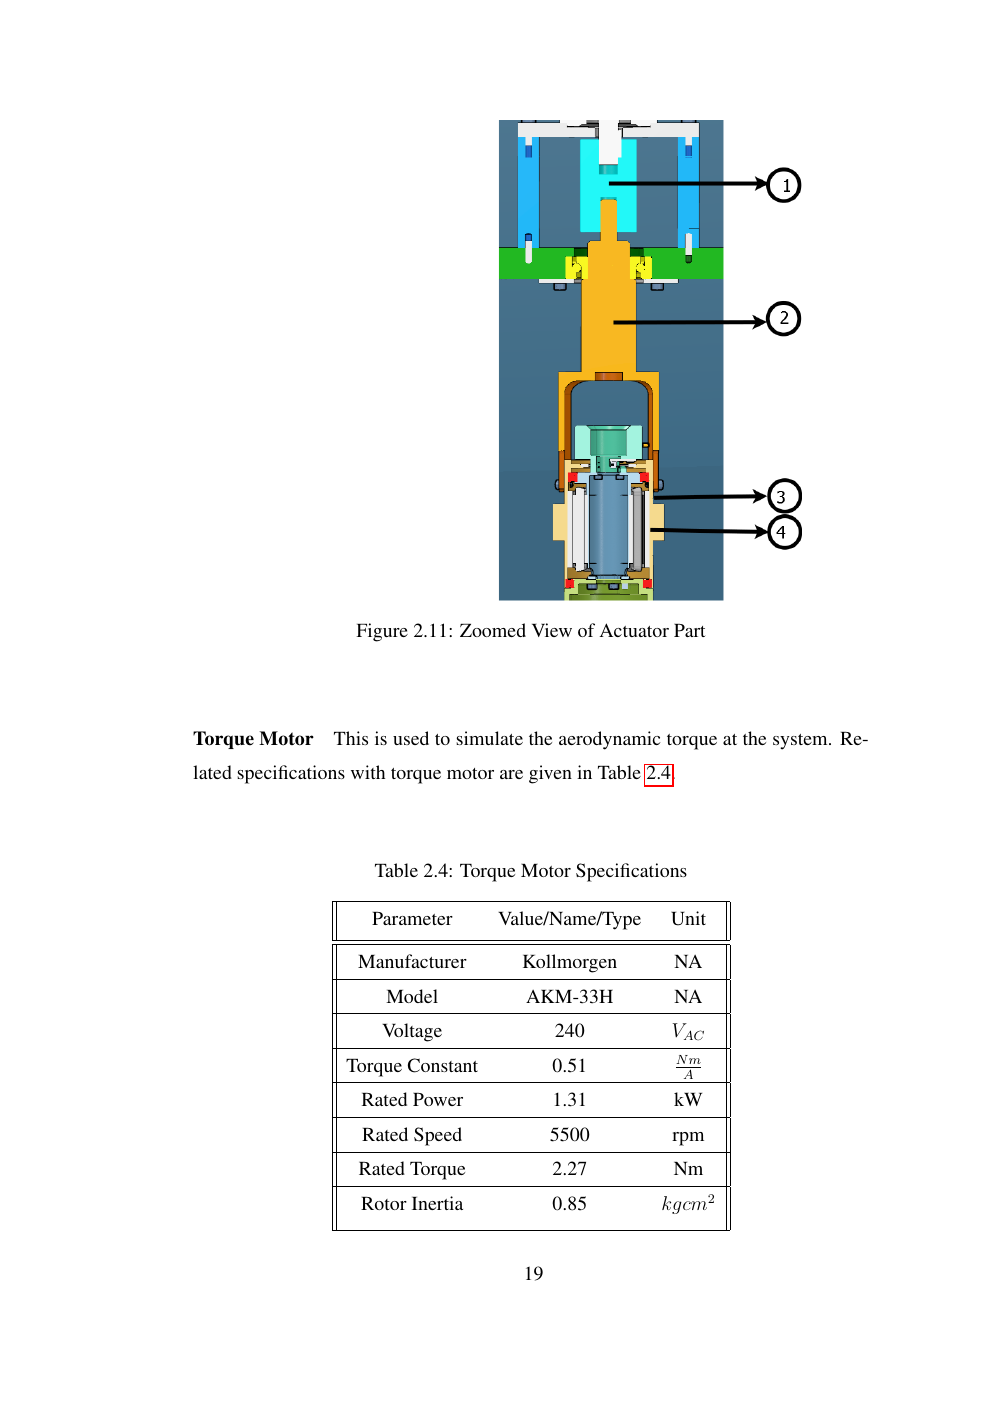 1
2
3
4
Figure 2.11: Zoomed View of Actuator Part
Torque Motor This is used to simulate the aerodynamic torque at the system. Re-
lated specifications with torque motor are given in Table 2.4.
Table 2.4: Torque Motor Specifications
Parameter Value/Name/Type Unit
Manufacturer Kollmorgen NA
Model AKM-33H NA
Voltage 240 V_{AC}
Torque Constant 0.51 \frac{Nm}{A}
Rated Power 1.31 kW
Rated Speed 5500 rpm
Rated Torque 2.27 Nm
Rotor Inertia 0.85 kgcm²
19